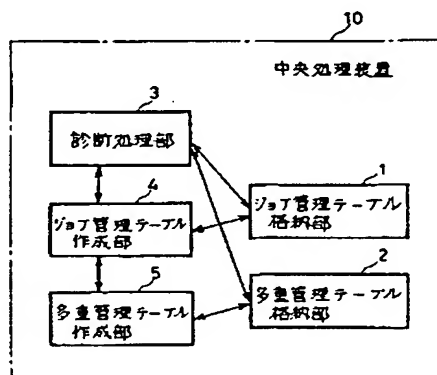 10
中央処理装置
3
診断処理部
4
ジョブ管理テーブル
作成部
5
多重管理テーブル
作成部
1
ジョブ管理テーブル
格納部
2
多重管理テーブル
格納部